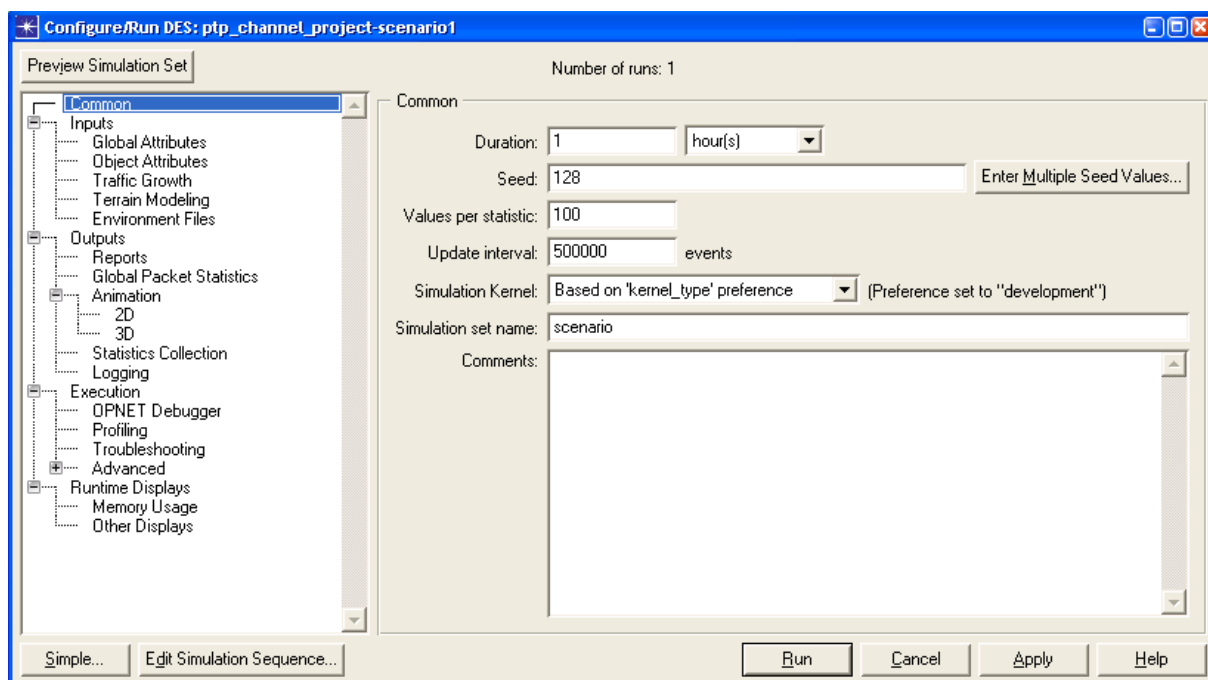 Configure/Run DES: ptp_channel_project-scenario1
Preview Simulation Set
Number of runs: 1
Common
Inputs
Global Attributes
Object Attributes
Traffic Growth
Terrain Modeling
Environment Files
Outputs
Reports
Global Packet Statistics
Animation
2D
3D
Statistics Collection
Logging
Execution
OPNET Debugger
Profiling
Troubleshooting
Advanced
Runtime Displays
Memory Usage
Other Displays
Common
Duration: 1 hour(s)
Seed: 128 Enter Multiple Seed Values...
Values per statistic: 100
Update interval: 500000 events
Simulation Kernel: Based on 'kernel_type' preference (Preference set to "development")
Simulation set name: scenario
Comments:
Simple... Edit Simulation Sequence... Run Cancel Apply Help